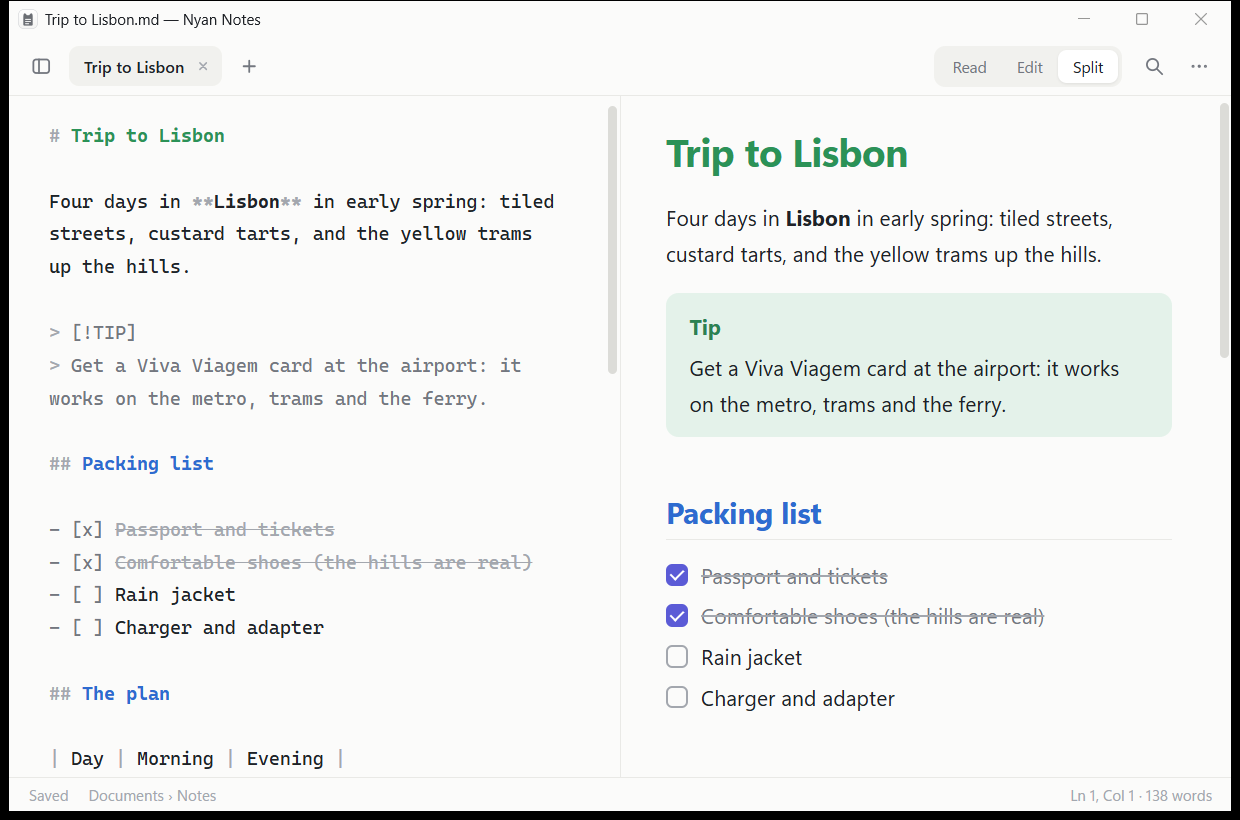 Trip to Lisbon.md — Nyan Notes
Trip to Lisbon
Read Edit Split
# Trip to Lisbon
Four days in **Lisbon** in early spring: tiled
streets, custard tarts, and the yellow trams
up the hills.
> [!TIP]
> Get a Viva Viagem card at the airport: it
works on the metro, trams and the ferry.
## Packing list
- [x] Passport and tickets
- [x] Comfortable shoes (the hills are real)
- [ ] Rain jacket
- [ ] Charger and adapter
## The plan
| Day | Morning | Evening |
Trip to Lisbon
Four days in Lisbon in early spring: tiled streets,
custard tarts, and the yellow trams up the hills.
Tip
Get a Viva Viagem card at the airport: it works
on the metro, trams and the ferry.
Packing list
Passport and tickets
Comfortable shoes (the hills are real)
Rain jacket
Charger and adapter
Saved Documents › Notes
Ln 1, Col 1 · 138 words